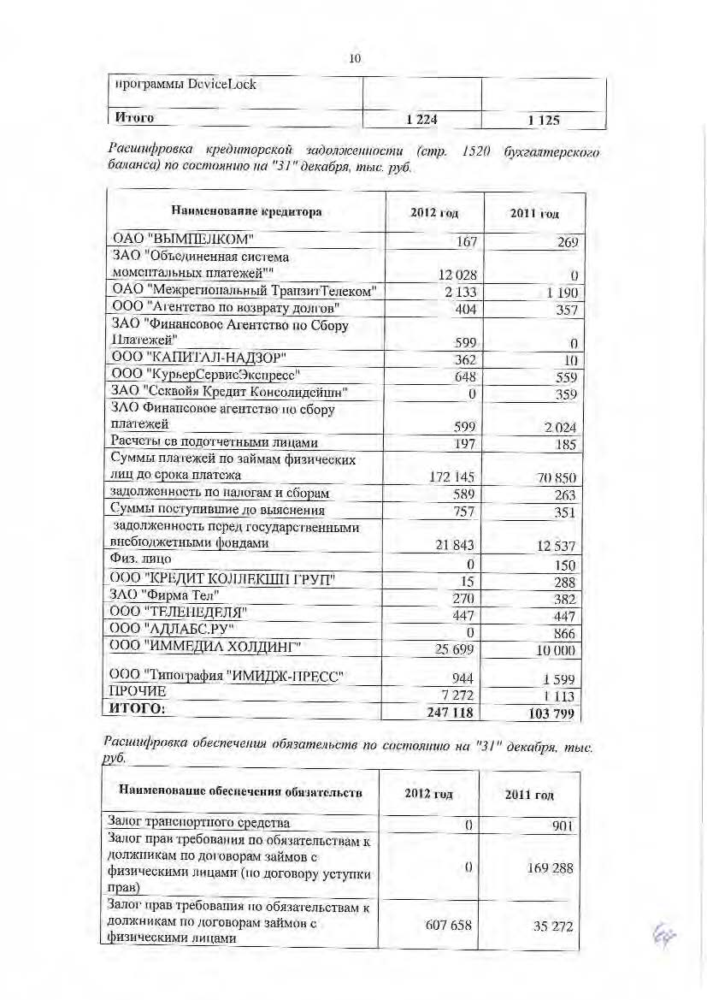 10
программы DeviceLock
Итого 1 224 1 125
Расшифровка кредиторской задолженности (стр. 1520 бухгалтерского
баланса) по состоянию на "31" декабря, тыс. руб.
Наименование кредитора 2012 год 2011 год
ОАО "ВЫМПЕЛКОМ" 167 269
ЗАО "Объединенная система
моментальных платежей"" 12 028 0
ОАО "Межрегиональный ТранзитТелеком" 2 133 1 190
ООО "Агентство по возврату долгов" 404 357
ЗАО "Финансовое Агентство по Сбору
Платежей" 599 0
ООО "КАПИТАЛ-НАДЗОР" 362 10
ООО "КурьерСервисЭкспресс" 648 559
ЗАО "Секвойя Кредит Консолидейшн" 0 359
ЗАО Финансовое агентство по сбору
платежей 599 2 024
Расчеты св подотчетными лицами 197 185
Суммы платежей по займам физических
лиц до срока платежа 172 145 70 850
задолженность по налогам и сборам 589 263
Суммы поступившие до выяснения 757 351
задолженность перед государственными
внебюджетными фондами 21 843 12 537
Физ. лицо 0 150
ООО "КРЕДИТ КОЛЛЕКШН ГРУП" 15 288
ЗАО "Фирма Тел" 270 382
ООО "ТЕЛЕНЕДЕЛЯ" 447 447
ООО "АДЛАБС.РУ" 0 866
ООО "ИММЕДИА ХОЛДИНГ" 25 699 10 000
ООО "Типография "ИМИДЖ-ПРЕСС" 944 1 599
ПРОЧИЕ 7 272 1 113
ИТОГО: 247 118 103 799
Расшифровка обеспечения обязательств по состоянию на "31" декабря, тыс.
руб.
Наименование обеспечения обязательств 2012 год 2011 год
Залог транспортного средства 0 901
Залог прав требования по обязательствам к
должникам по договорам займов с
физическими лицами (по договору уступки
прав) 0 169 288
Залог прав требования по обязательствам к
должникам по договорам займов с
физическими лицами 607 658 35 272